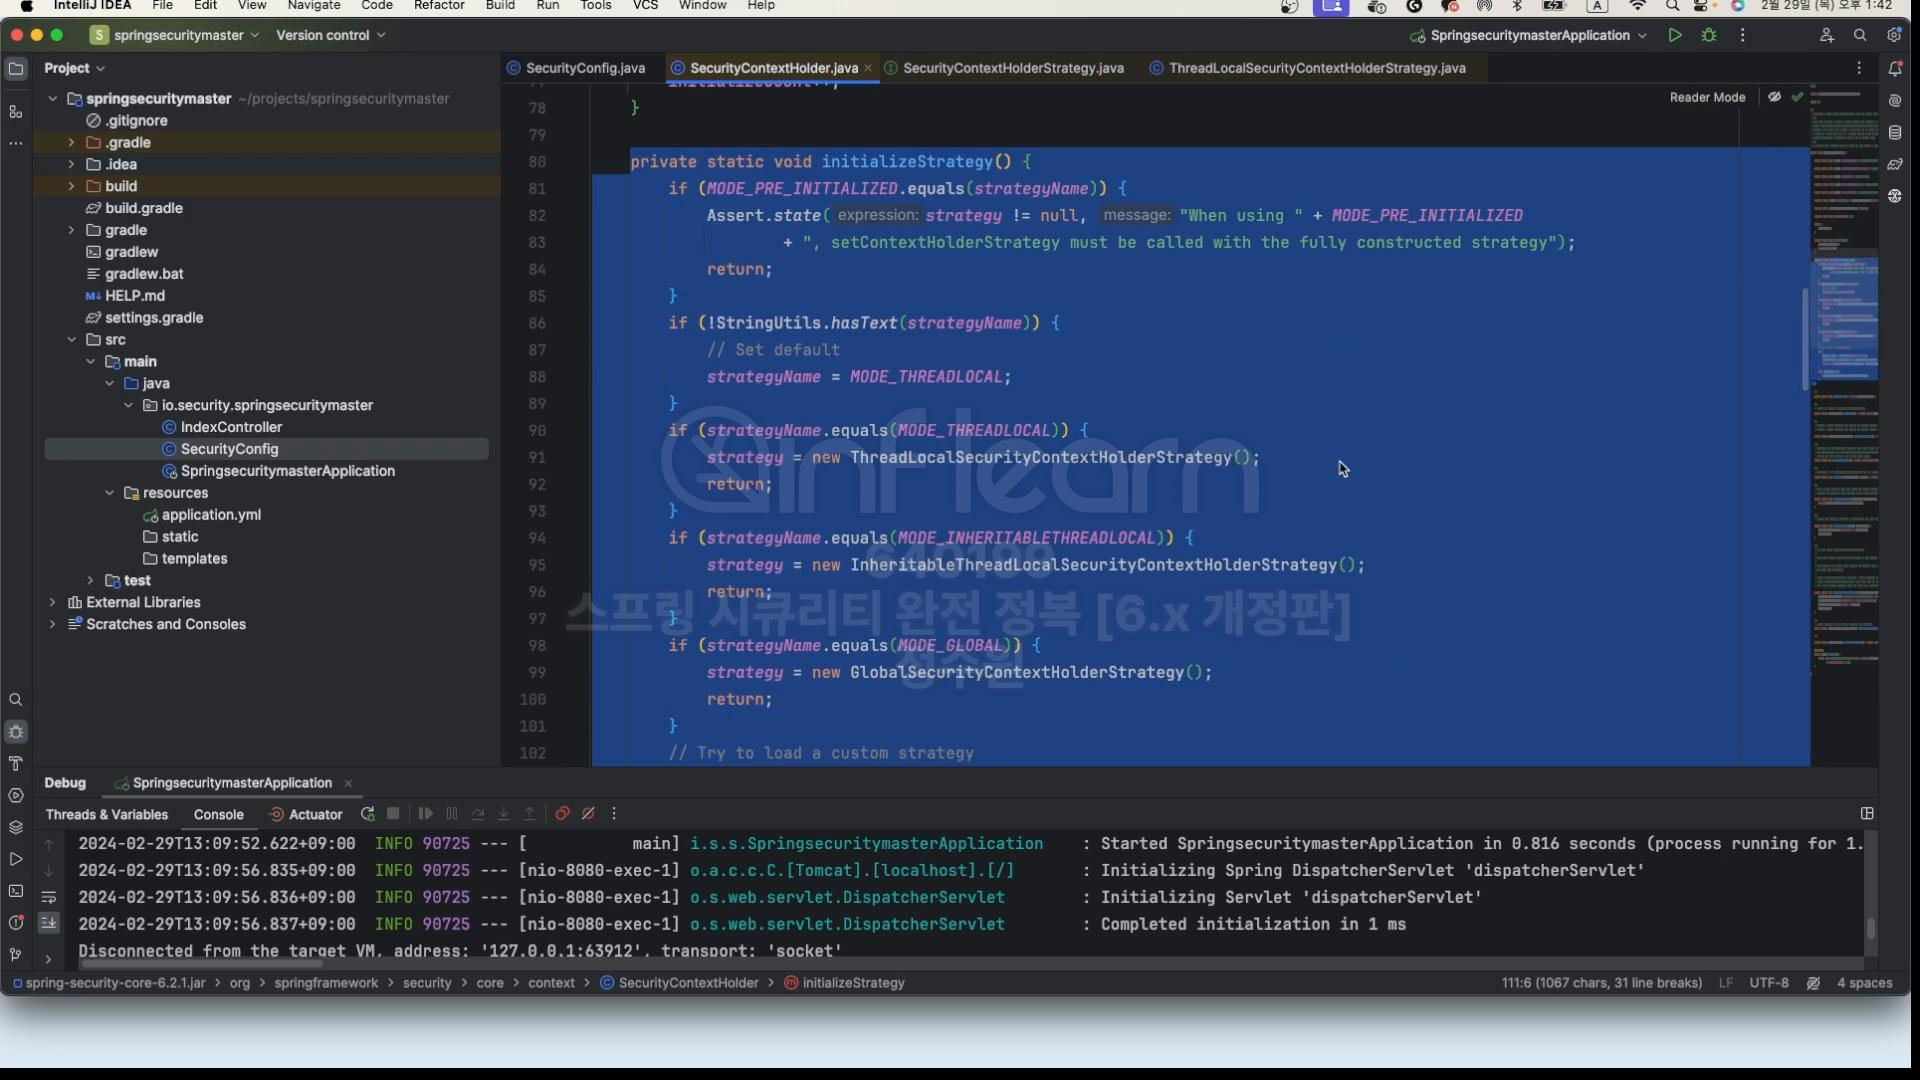 IntelliJ IDEA File Edit View Navigate Code Refactor Build Run Tools VCS Window Help A 2월 29일 (목) 오후 1:42
S springsecuritymaster Version control SpringsecuritymasterApplication
Project SecurityConfig.java SecurityContextHolder.java SecurityContextHolderStrategy.java ThreadLocalSecurityContextHolderStrategy.java
Reader Mode
springsecuritymaster ~/projects/springsecuritymaster
.gitignore
.gradle
.idea
build
build.gradle
gradle
gradlew
gradlew.bat
M↓ HELP.md
settings.gradle
src
main
java
io.security.springsecuritymaster
IndexController
SecurityConfig
SpringsecuritymasterApplication
resources
application.yml
static
templates
test
External Libraries
Scratches and Consoles
78 }
79
80 private static void initializeStrategy() {
81 if (MODE_PRE_INITIALIZED.equals(strategyName)) {
82 Assert.state( expression: strategy != null, message: "When using " + MODE_PRE_INITIALIZED
83 + ", setContextHolderStrategy must be called with the fully constructed strategy");
84 return;
85 }
86 if (!StringUtils.hasText(strategyName)) {
87 // Set default
88 strategyName = MODE_THREADLOCAL;
89 }
90 if (strategyName.equals(MODE_THREADLOCAL)) {
91 strategy = new ThreadLocalSecurityContextHolderStrategy();
92 return;
93 }
94 if (strategyName.equals(MODE_INHERITABLETHREADLOCAL)) {
95 strategy = new InheritableThreadLocalSecurityContextHolderStrategy();
96 return;
97 }
98 if (strategyName.equals(MODE_GLOBAL)) {
99 strategy = new GlobalSecurityContextHolderStrategy();
100 return;
101 }
102 // Try to load a custom strategy
inflearn
640199
스프링 시큐리티 완전 정복 [6.x 개정판]
정수원
Debug SpringsecuritymasterApplication
Threads & Variables Console Actuator
2024-02-29T13:09:52.622+09:00 INFO 90725 --- [ main] i.s.s.SpringsecuritymasterApplication : Started SpringsecuritymasterApplication in 0.816 seconds (process running for 1.
2024-02-29T13:09:56.835+09:00 INFO 90725 --- [nio-8080-exec-1] o.a.c.c.C.[Tomcat].[localhost].[/] : Initializing Spring DispatcherServlet 'dispatcherServlet'
2024-02-29T13:09:56.836+09:00 INFO 90725 --- [nio-8080-exec-1] o.s.web.servlet.DispatcherServlet : Initializing Servlet 'dispatcherServlet'
2024-02-29T13:09:56.837+09:00 INFO 90725 --- [nio-8080-exec-1] o.s.web.servlet.DispatcherServlet : Completed initialization in 1 ms
Disconnected from the target VM, address: '127.0.0.1:63912', transport: 'socket'
spring-security-core-6.2.1.jar > org > springframework > security > core > context > SecurityContextHolder > initializeStrategy 111:6 (1067 chars, 31 line breaks) LF UTF-8 4 spaces